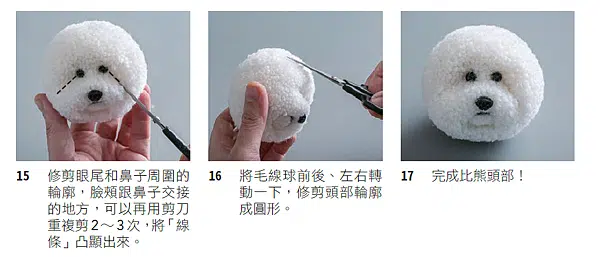 15 修剪眼尾和鼻子周圍的
輪廓，臉頰跟鼻子交接
的地方，可以再用剪刀
重複剪2～3次，將「線
條」凸顯出來。
16 將毛線球前後、左右轉
動一下，修剪頭部輪廓
成圓形。
17 完成比熊頭部！